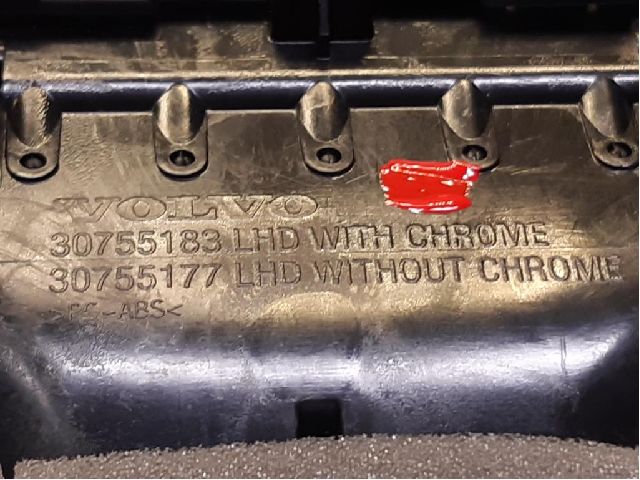 VOLVO
30755183 LHD WITH CHROME
30755177 LHD WITHOUT CHROME
>PC-ABS<